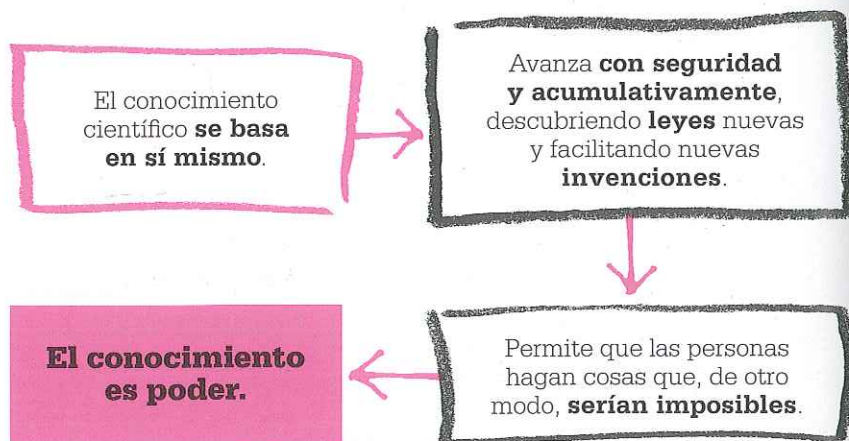 El conocimiento
científico se basa
en sí mismo.
Avanza con seguridad
y acumulativamente,
descubriendo leyes nuevas
y facilitando nuevas
invenciones.
Permite que las personas
hagan cosas que, de otro
modo, serían imposibles.
El conocimiento
es poder.